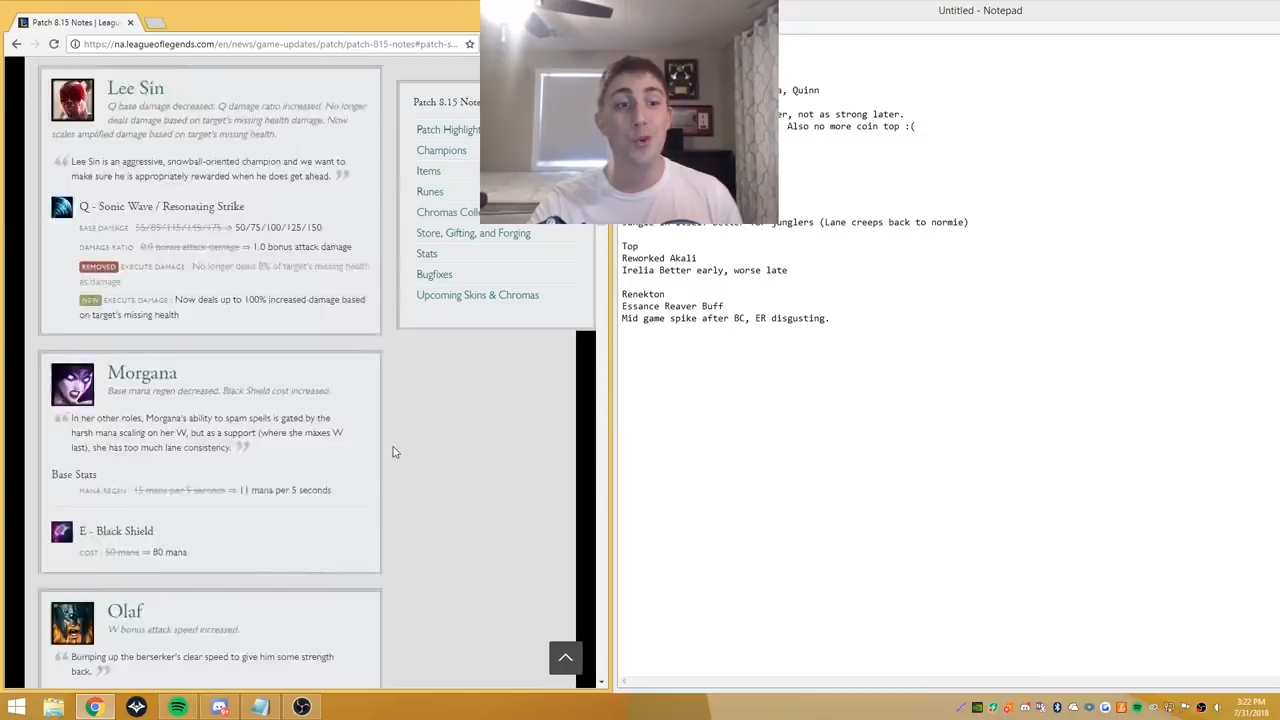 Patch 8.15 Notes | Leagu
Untitled - Notepad
https://na.leagueoflegends.com/en/news/game-updates/patch/patch-815-notes#patch-s...
Lee Sin
Q base damage decreased. Q damage ratio increased. No longer
deals damage based on target's missing health damage. Now
scales amplified damage based on target's missing health.
Lee Sin is an aggressive, snowball-oriented champion and we want to
make sure he is appropriately rewarded when he does get ahead.
Q - Sonic Wave / Resonating Strike
BASE DAMAGE 55/85/115/145/175 ⇒ 50/75/100/125/150
DAMAGE RATIO 0.9 bonus attack damage ⇒ 1.0 bonus attack damage
REMOVED EXECUTE DAMAGE No longer deals 8% of target's missing health
as damage
NEW EXECUTE DAMAGE : Now deals up to 100% increased damage based
on target's missing health
Morgana
Base mana regen decreased. Black Shield cost increased.
In her other roles, Morgana's ability to spam spells is gated by the
harsh mana scaling on her W, but as a support (where she maxes W
last), she has too much lane consistency.
Base Stats
MANA REGEN 15 mana per 5 seconds ⇒ 11 mana per 5 seconds
E - Black Shield
COST : 50 mana ⇒ 80 mana
Olaf
W bonus attack speed increased.
Bumping up the berserker's clear speed to give him some strength
back.
Patch 8.15 Note
Patch Highlight
Champions
Items
Runes
Chromas Coll
Store, Gifting, and Forging
Stats
Bugfixes
Upcoming Skins & Chromas
, Quinn
, not as strong later.
Also no more coin top :(
junglers (Lane creeps back to normie)
Top
Reworked Akali
Irelia Better early, worse late
Renekton
Essance Reaver Buff
Mid game spike after BC, ER disgusting.
3:22 PM
7/31/2018